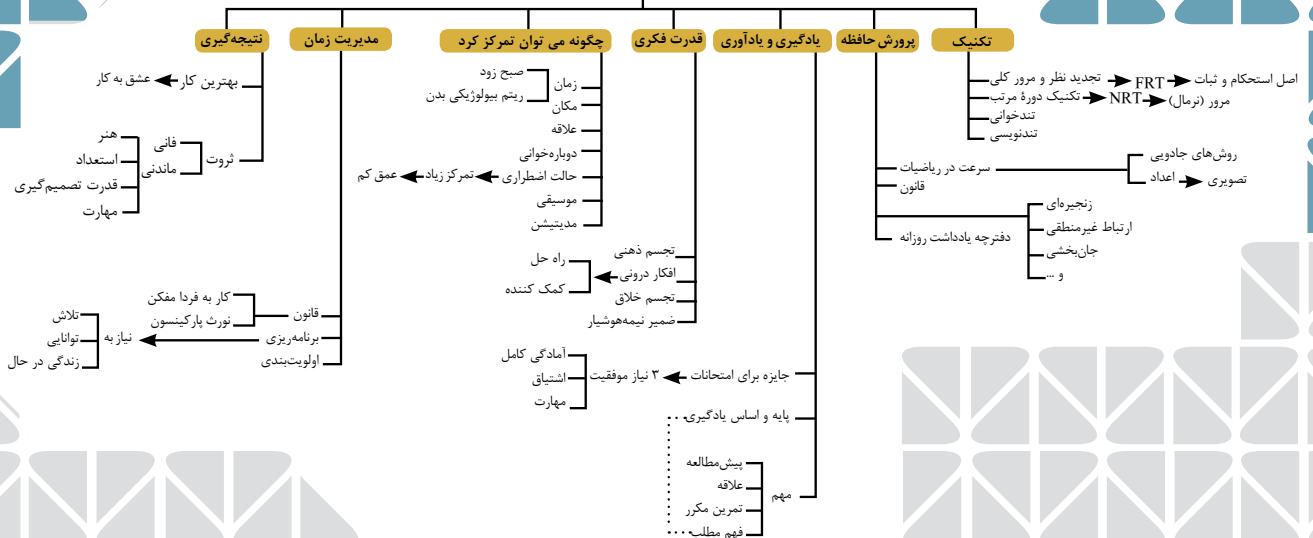 تکنیک
پرورش حافظه
یادگیری و یادآوری
قدرت فکری
چگونه می توان تمرکز کرد
مدیریت زمان
نتیجه‌گیری
تجدید نظر و مرور کلی
FRT
اصل استحکام و ثبات
تکنیک دورهٔ مرتب
NRT
مرور (نرمال)
تندخوانی
تندنویسی
سرعت در ریاضیات
روش‌های جادویی
اعداد
تصویری
قانون
زنجیره‌ای
ارتباط غیرمنطقی
جان‌بخشی
و ...
دفترچه یادداشت روزانه
جایزه برای امتحانات
۳ نیاز موفقیت
آمادگی کامل
اشتیاق
مهارت
پایه و اساس یادگیری
مهم
پیش‌مطالعه
علاقه
تمرین مکرر
فهم مطلب
تجسم ذهنی
افکار درونی
راه حل
کمک کننده
تجسم خلاق
ضمیر نیمه‌هوشیار
زمان
صبح زود
ریتم بیولوژیکی بدن
مکان
علاقه
دوباره‌خوانی
حالت اضطراری
تمرکز زیاد
عمق کم
موسیقی
مدیتیشن
قانون
کار به فردا مفکن
نورث پارکینسون
برنامه‌ریزی
نیاز به
تلاش
توانایی
زندگی در حال
اولویت‌بندی
بهترین کار
عشق به کار
ثروت
فانی
ماندنی
هنر
استعداد
قدرت تصمیم‌گیری
مهارت